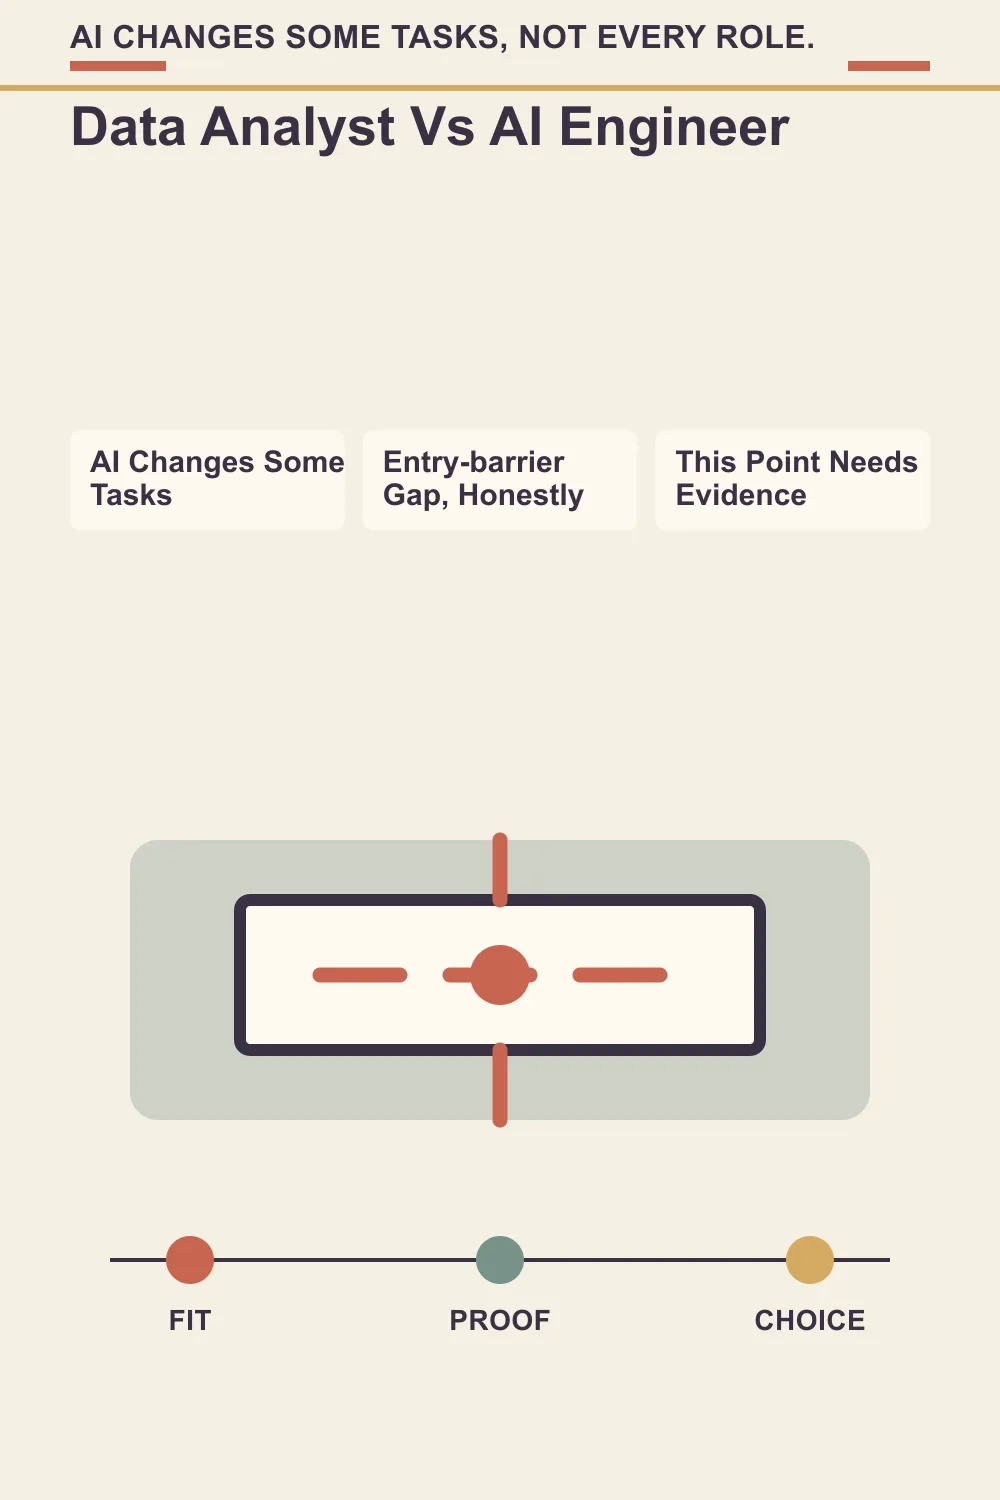 AI CHANGES SOME TASKS, NOT EVERY ROLE.
Data Analyst Vs AI Engineer
AI Changes Some
Tasks
Entry-barrier
Gap, Honestly
This Point Needs
Evidence
FIT
PROOF
CHOICE